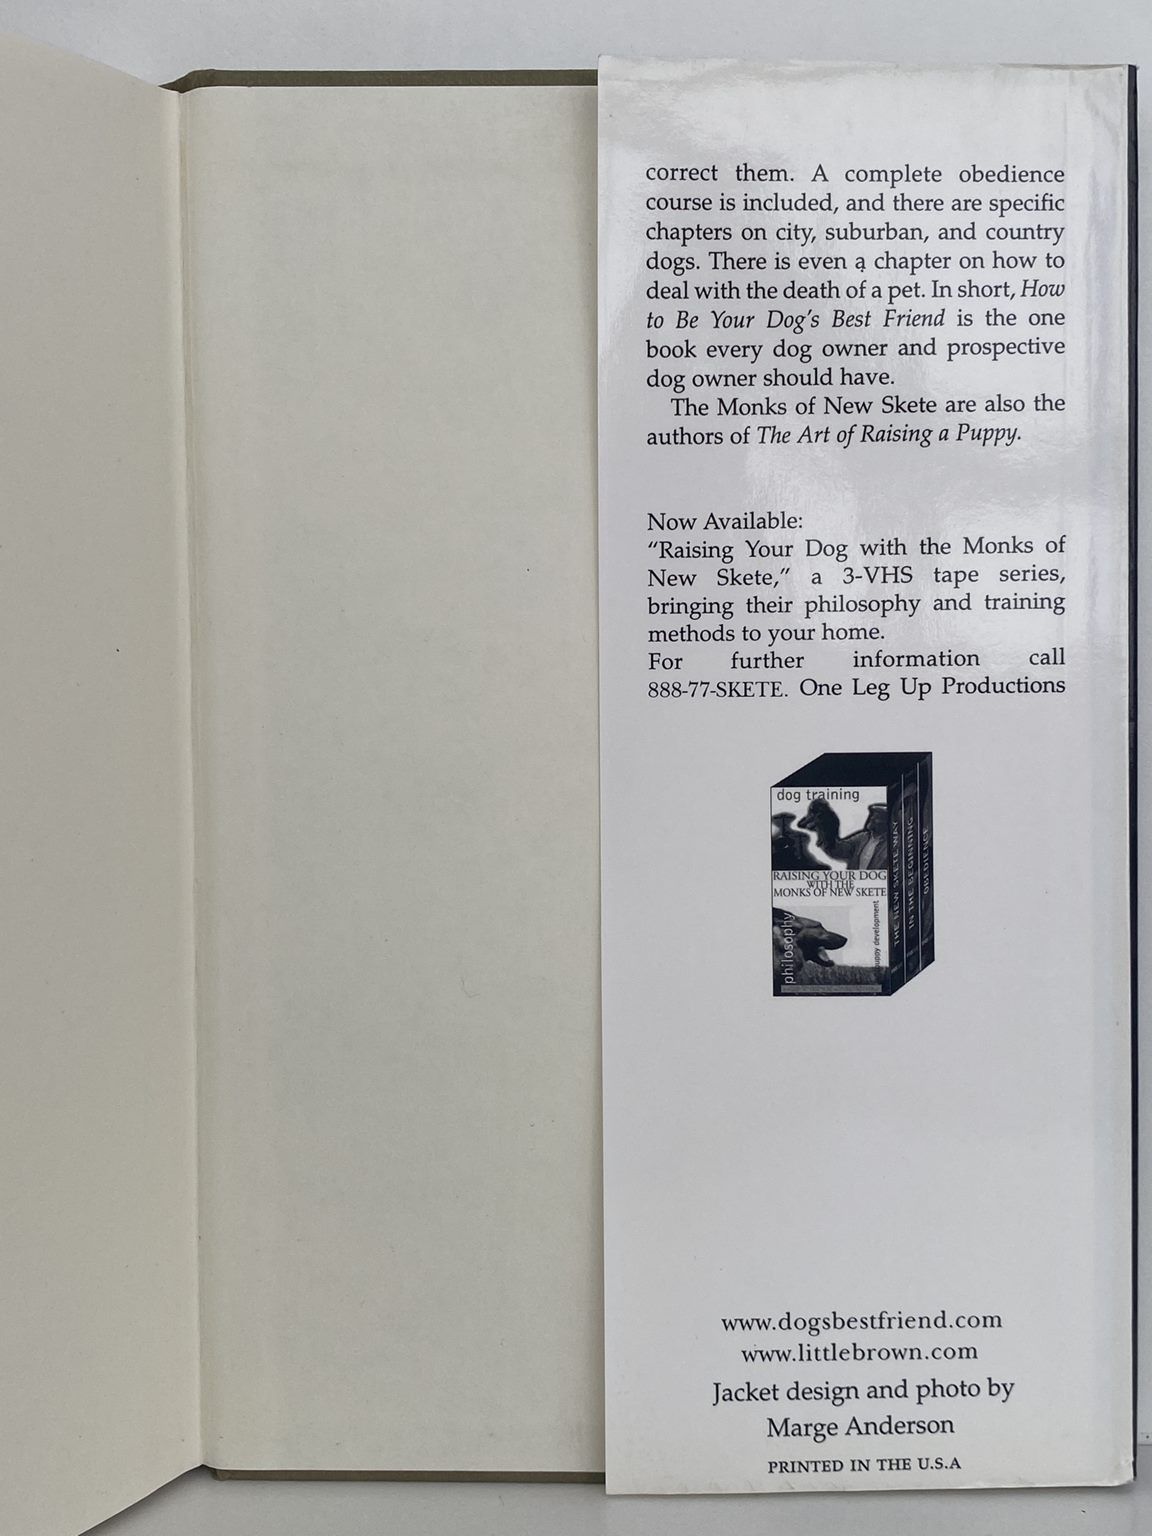 correct them. A complete obedience
course is included, and there are specific
chapters on city, suburban, and country
dogs. There is even a chapter on how to
deal with the death of a pet. In short, How
to Be Your Dog's Best Friend is the one
book every dog owner and prospective
dog owner should have.
The Monks of New Skete are also the
authors of The Art of Raising a Puppy.
Now Available:
“Raising Your Dog with the Monks of
New Skete,” a 3-VHS tape series,
bringing their philosophy and training
methods to your home.
For further information call
888-77-SKETE. One Leg Up Productions
dog training
RAISING YOUR DOG
WITH THE
MONKS OF NEW SKETE
philosophy
puppy development
THE NEW SKETE WAY
IN THE BEGINNING
OBEDIENCE
www.dogsbestfriend.com
www.littlebrown.com
Jacket design and photo by
Marge Anderson
PRINTED IN THE U.S.A